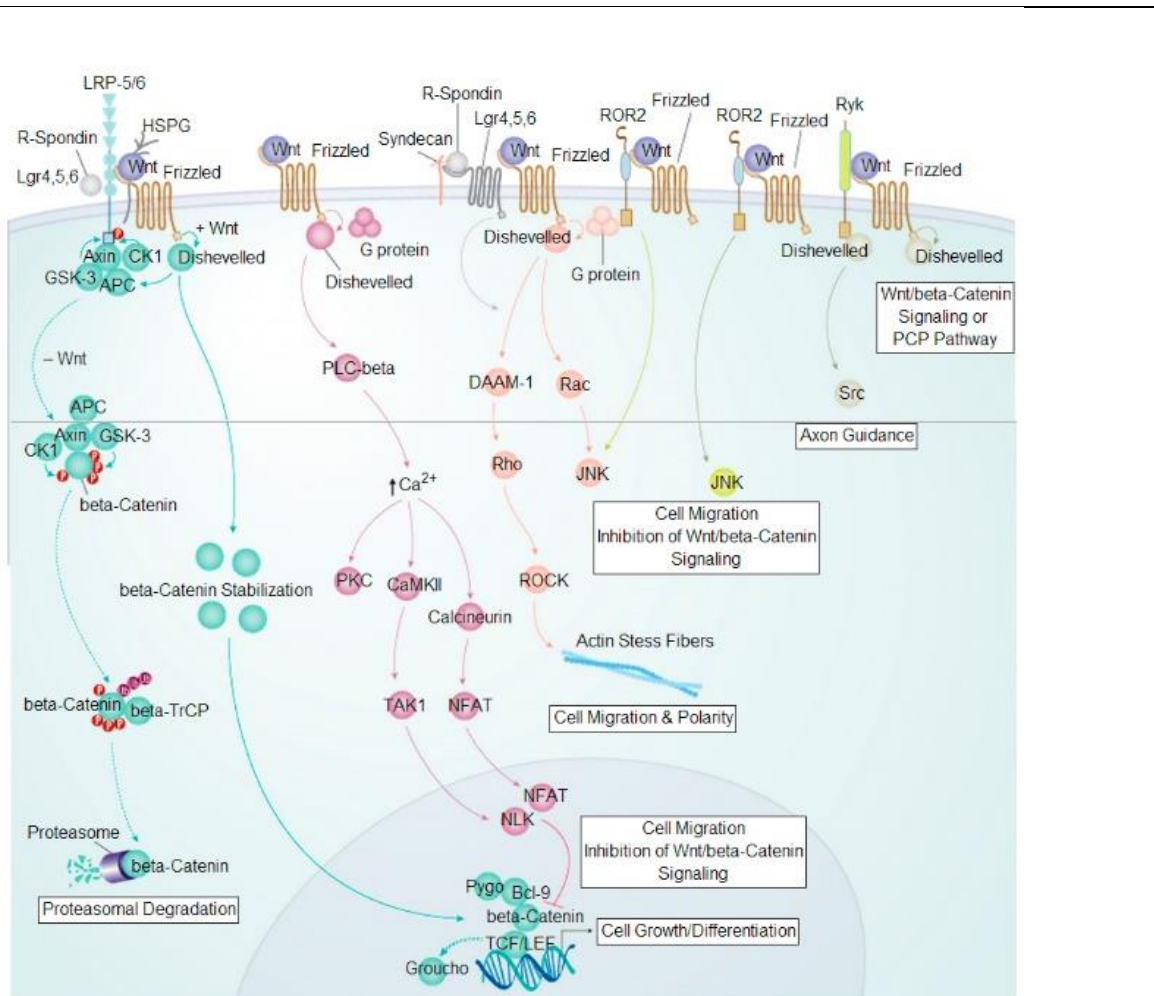 LRP-5/6
R-Spondin
HSPG
Lgr4,5,6
Wnt
Frizzled
P
+ Wnt
Axin
CK1
Dishevelled
GSK-3
APC
– Wnt
APC
Axin
GSK-3
CK1
P
P
P
P
beta-Catenin
beta-Catenin Stabilization
P
beta-Catenin
beta-TrCP
P
P
P
Proteasome
beta-Catenin
Proteasomal Degradation
Wnt
Frizzled
G protein
Dishevelled
PLC-beta
↑Ca2+
PKC
CaMKII
Calcineurin
TAK1
NFAT
NFAT
NLK
R-Spondin
Lgr4,5,6
Syndecan
Wnt
Frizzled
Dishevelled
G protein
DAAM-1
Rac
Rho
JNK
ROCK
Actin Stess Fibers
Cell Migration & Polarity
ROR2
Frizzled
Wnt
ROR2
Frizzled
Wnt
JNK
Cell Migration
Inhibition of Wnt/beta-Catenin
Signaling
Ryk
Wnt
Frizzled
Dishevelled
Dishevelled
Wnt/beta-Catenin
Signaling or
PCP Pathway
Src
Axon Guidance
Cell Migration
Inhibition of Wnt/beta-Catenin
Signaling
Pygo
Bcl-9
beta-Catenin
TCF/LEF
Groucho
Cell Growth/Differentiation